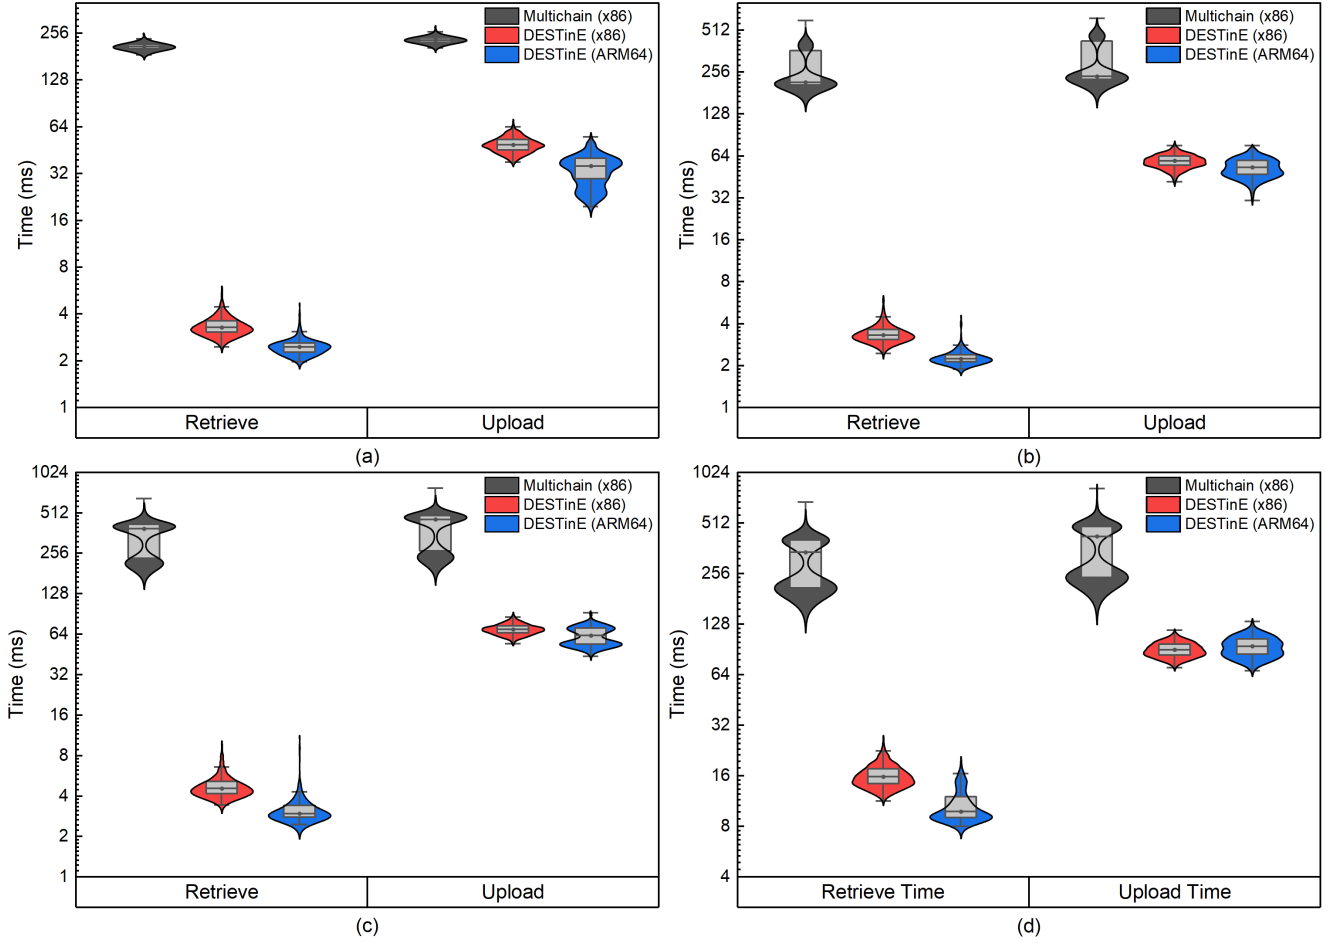 256
128
64
32
16
8
4
2
1
Time (ms)
Multichain (x86)
DESTinE (x86)
DESTinE (ARM64)
Retrieve
Upload
(a)
512
256
128
64
32
16
8
4
2
1
Time (ms)
Multichain (x86)
DESTinE (x86)
DESTinE (ARM64)
Retrieve
Upload
(b)
1024
512
256
128
64
32
16
8
4
2
1
Time (ms)
Multichain (x86)
DESTinE (x86)
DESTinE (ARM64)
Retrieve
Upload
(c)
1024
512
256
128
64
32
16
8
4
Time (ms)
Multichain (x86)
DESTinE (x86)
DESTinE (ARM64)
Retrieve Time
Upload Time
(d)